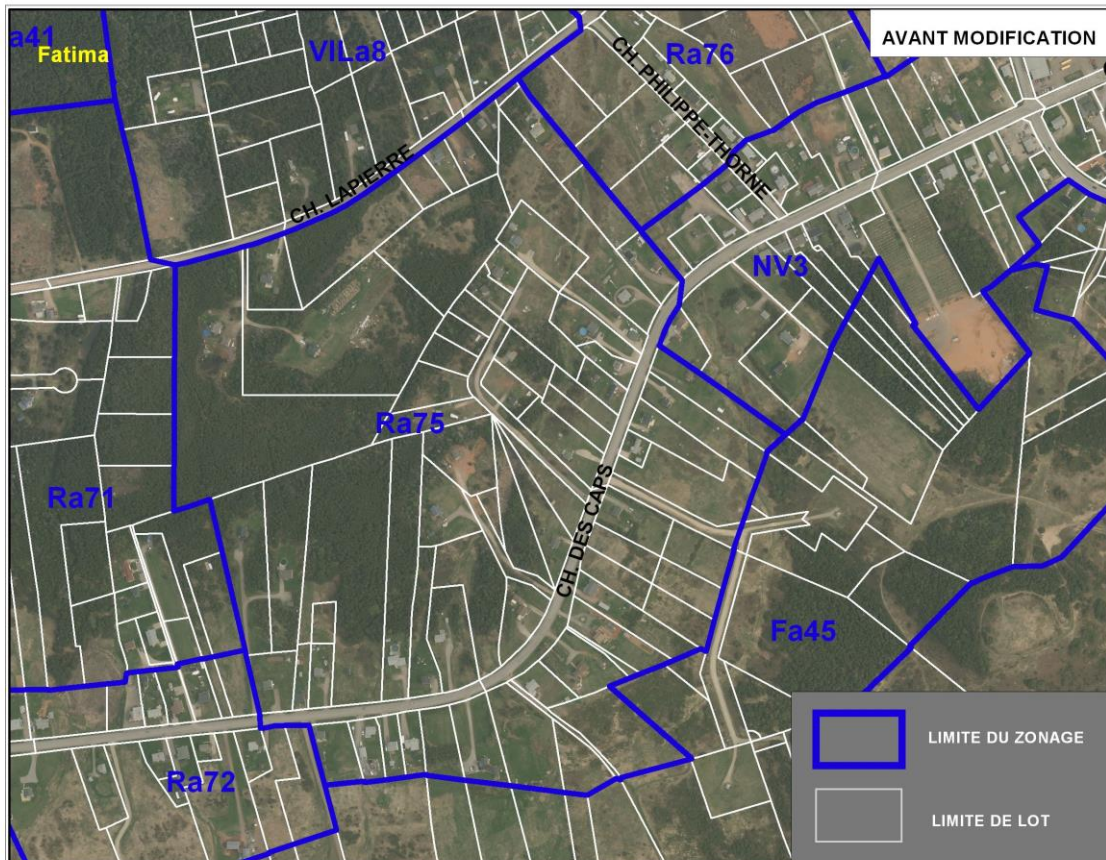 AVANT MODIFICATION
a41
Fatima
VILa8
Ra76
CH. PHILIPPE-THORNE
CH. LAPIERRE
NV3
Ra75
Ra71
CH. DES CAPS
Fa45
Ra72
LIMITE DU ZONAGE
LIMITE DE LOT